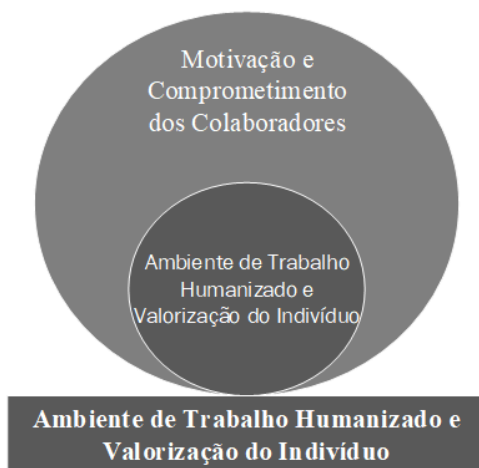 Motivação e
Comprometimento
dos Colaboradores
Ambiente de Trabalho
Humanizado e
Valorização do Indivíduo
Ambiente de Trabalho Humanizado e
Valorização do Indivíduo